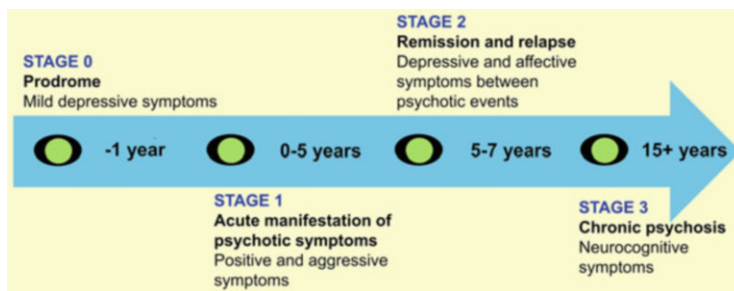 STAGE 0
Prodrome
Mild depressive symptoms
STAGE 2
Remission and relapse
Depressive and affective
symptoms between
psychotic events
-1 year
0-5 years
5-7 years
15+ years
STAGE 1
Acute manifestation of
psychotic symptoms
Positive and aggressive
symptoms
STAGE 3
Chronic psychosis
Neurocognitive
symptoms